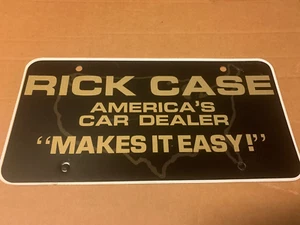 RICK CASE
AMERICA'S
CAR DEALER
“MAKES IT EASY!”